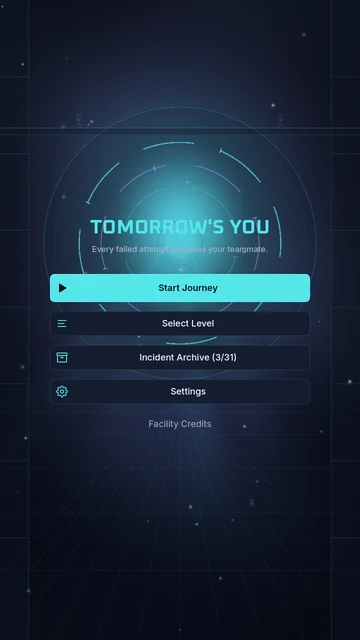 TOMORROW'S YOU
Every failed attempt becomes your teammate.
Start Journey
Select Level
Incident Archive (3/31)
Settings
Facility Credits